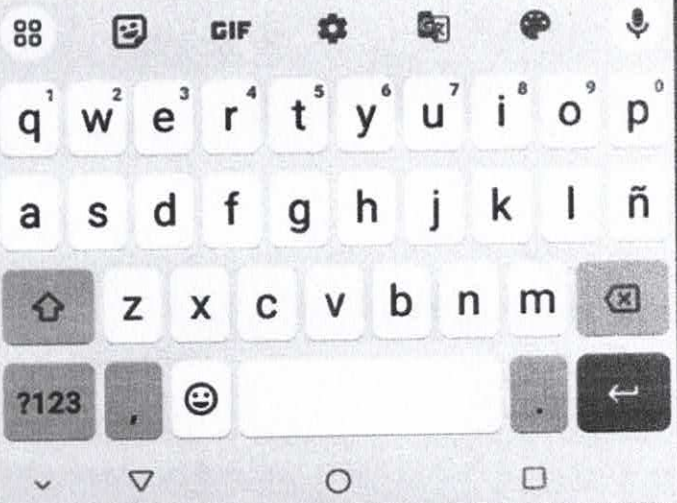 GIF
q1 w2 e3 r4 t5 y6 u7 i8 o9 p0
a s d f g h j k l ñ
z x c v b n m
?123 , .